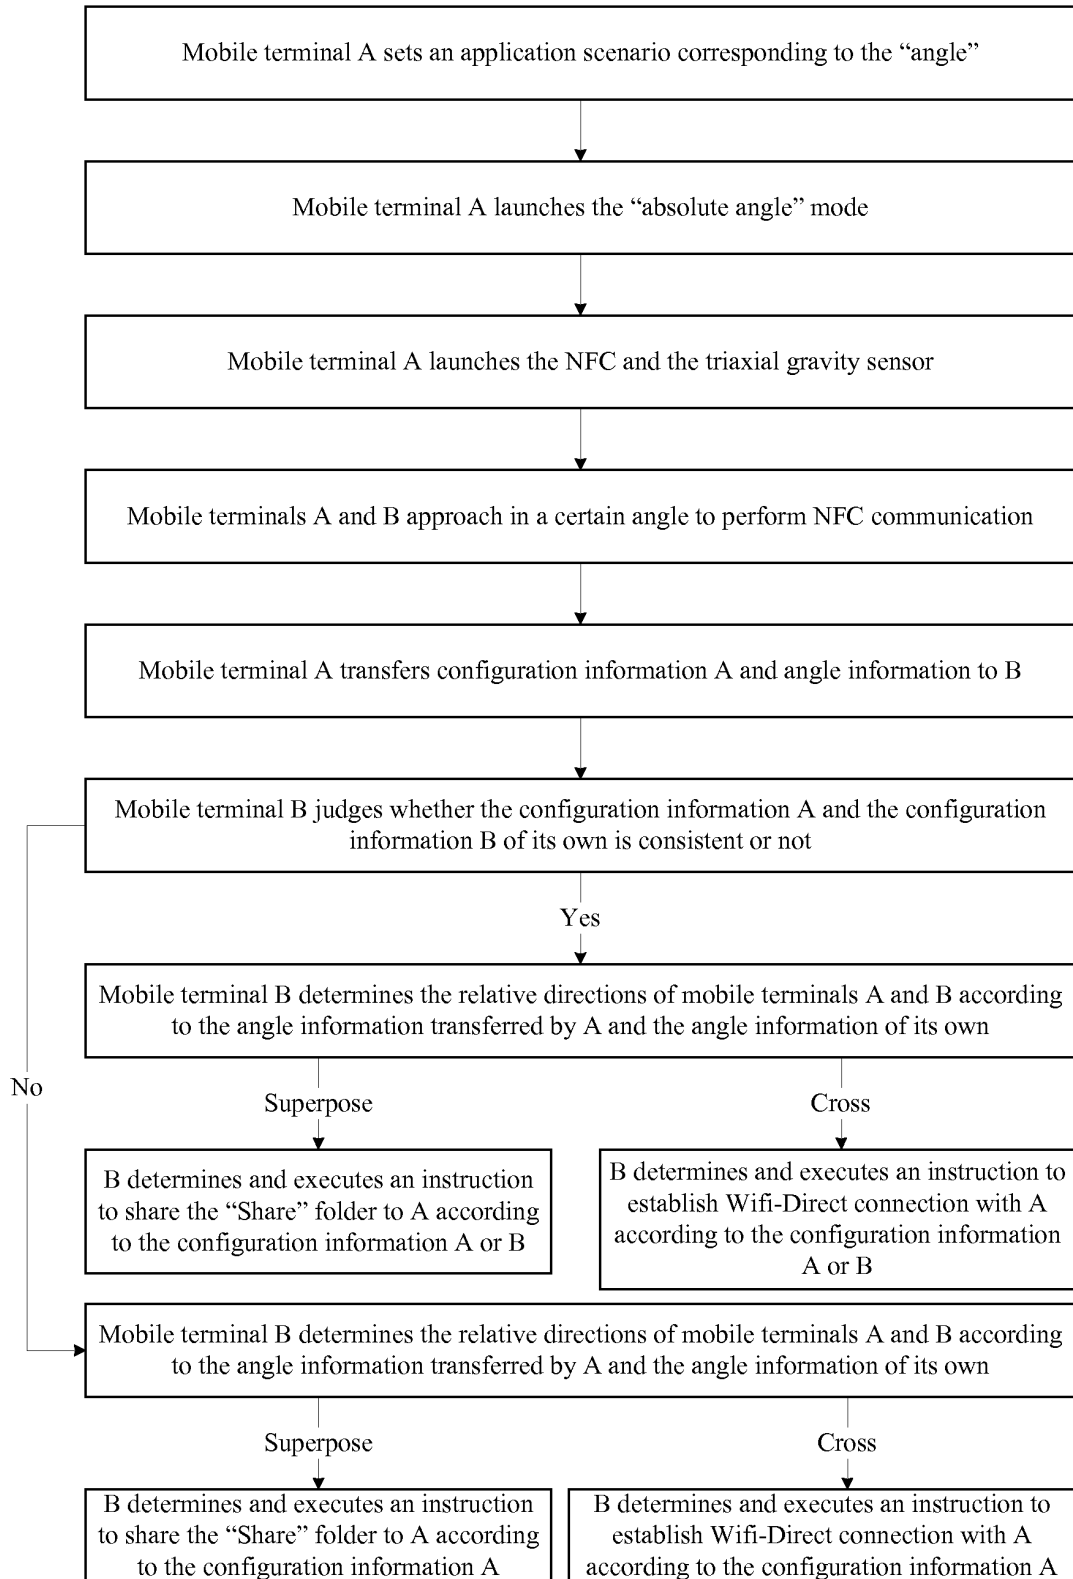 Mobile terminal A sets an application scenario corresponding to the “angle”
Mobile terminal A launches the “absolute angle” mode
Mobile terminal A launches the NFC and the triaxial gravity sensor
Mobile terminals A and B approach in a certain angle to perform NFC communication
Mobile terminal A transfers configuration information A and angle information to B
Mobile terminal B judges whether the configuration information A and the configuration
information B of its own is consistent or not
Yes
Mobile terminal B determines the relative directions of mobile terminals A and B according
to the angle information transferred by A and the angle information of its own
No
Superpose
Cross
B determines and executes an instruction
to share the “Share” folder to A according
to the configuration information A or B
B determines and executes an instruction to
establish Wifi-Direct connection with A
according to the configuration information
A or B
Mobile terminal B determines the relative directions of mobile terminals A and B according
to the angle information transferred by A and the angle information of its own
Superpose
Cross
B determines and executes an instruction
to share the “Share” folder to A according
to the configuration information A
B determines and executes an instruction to
establish Wifi-Direct connection with A
according to the configuration information A